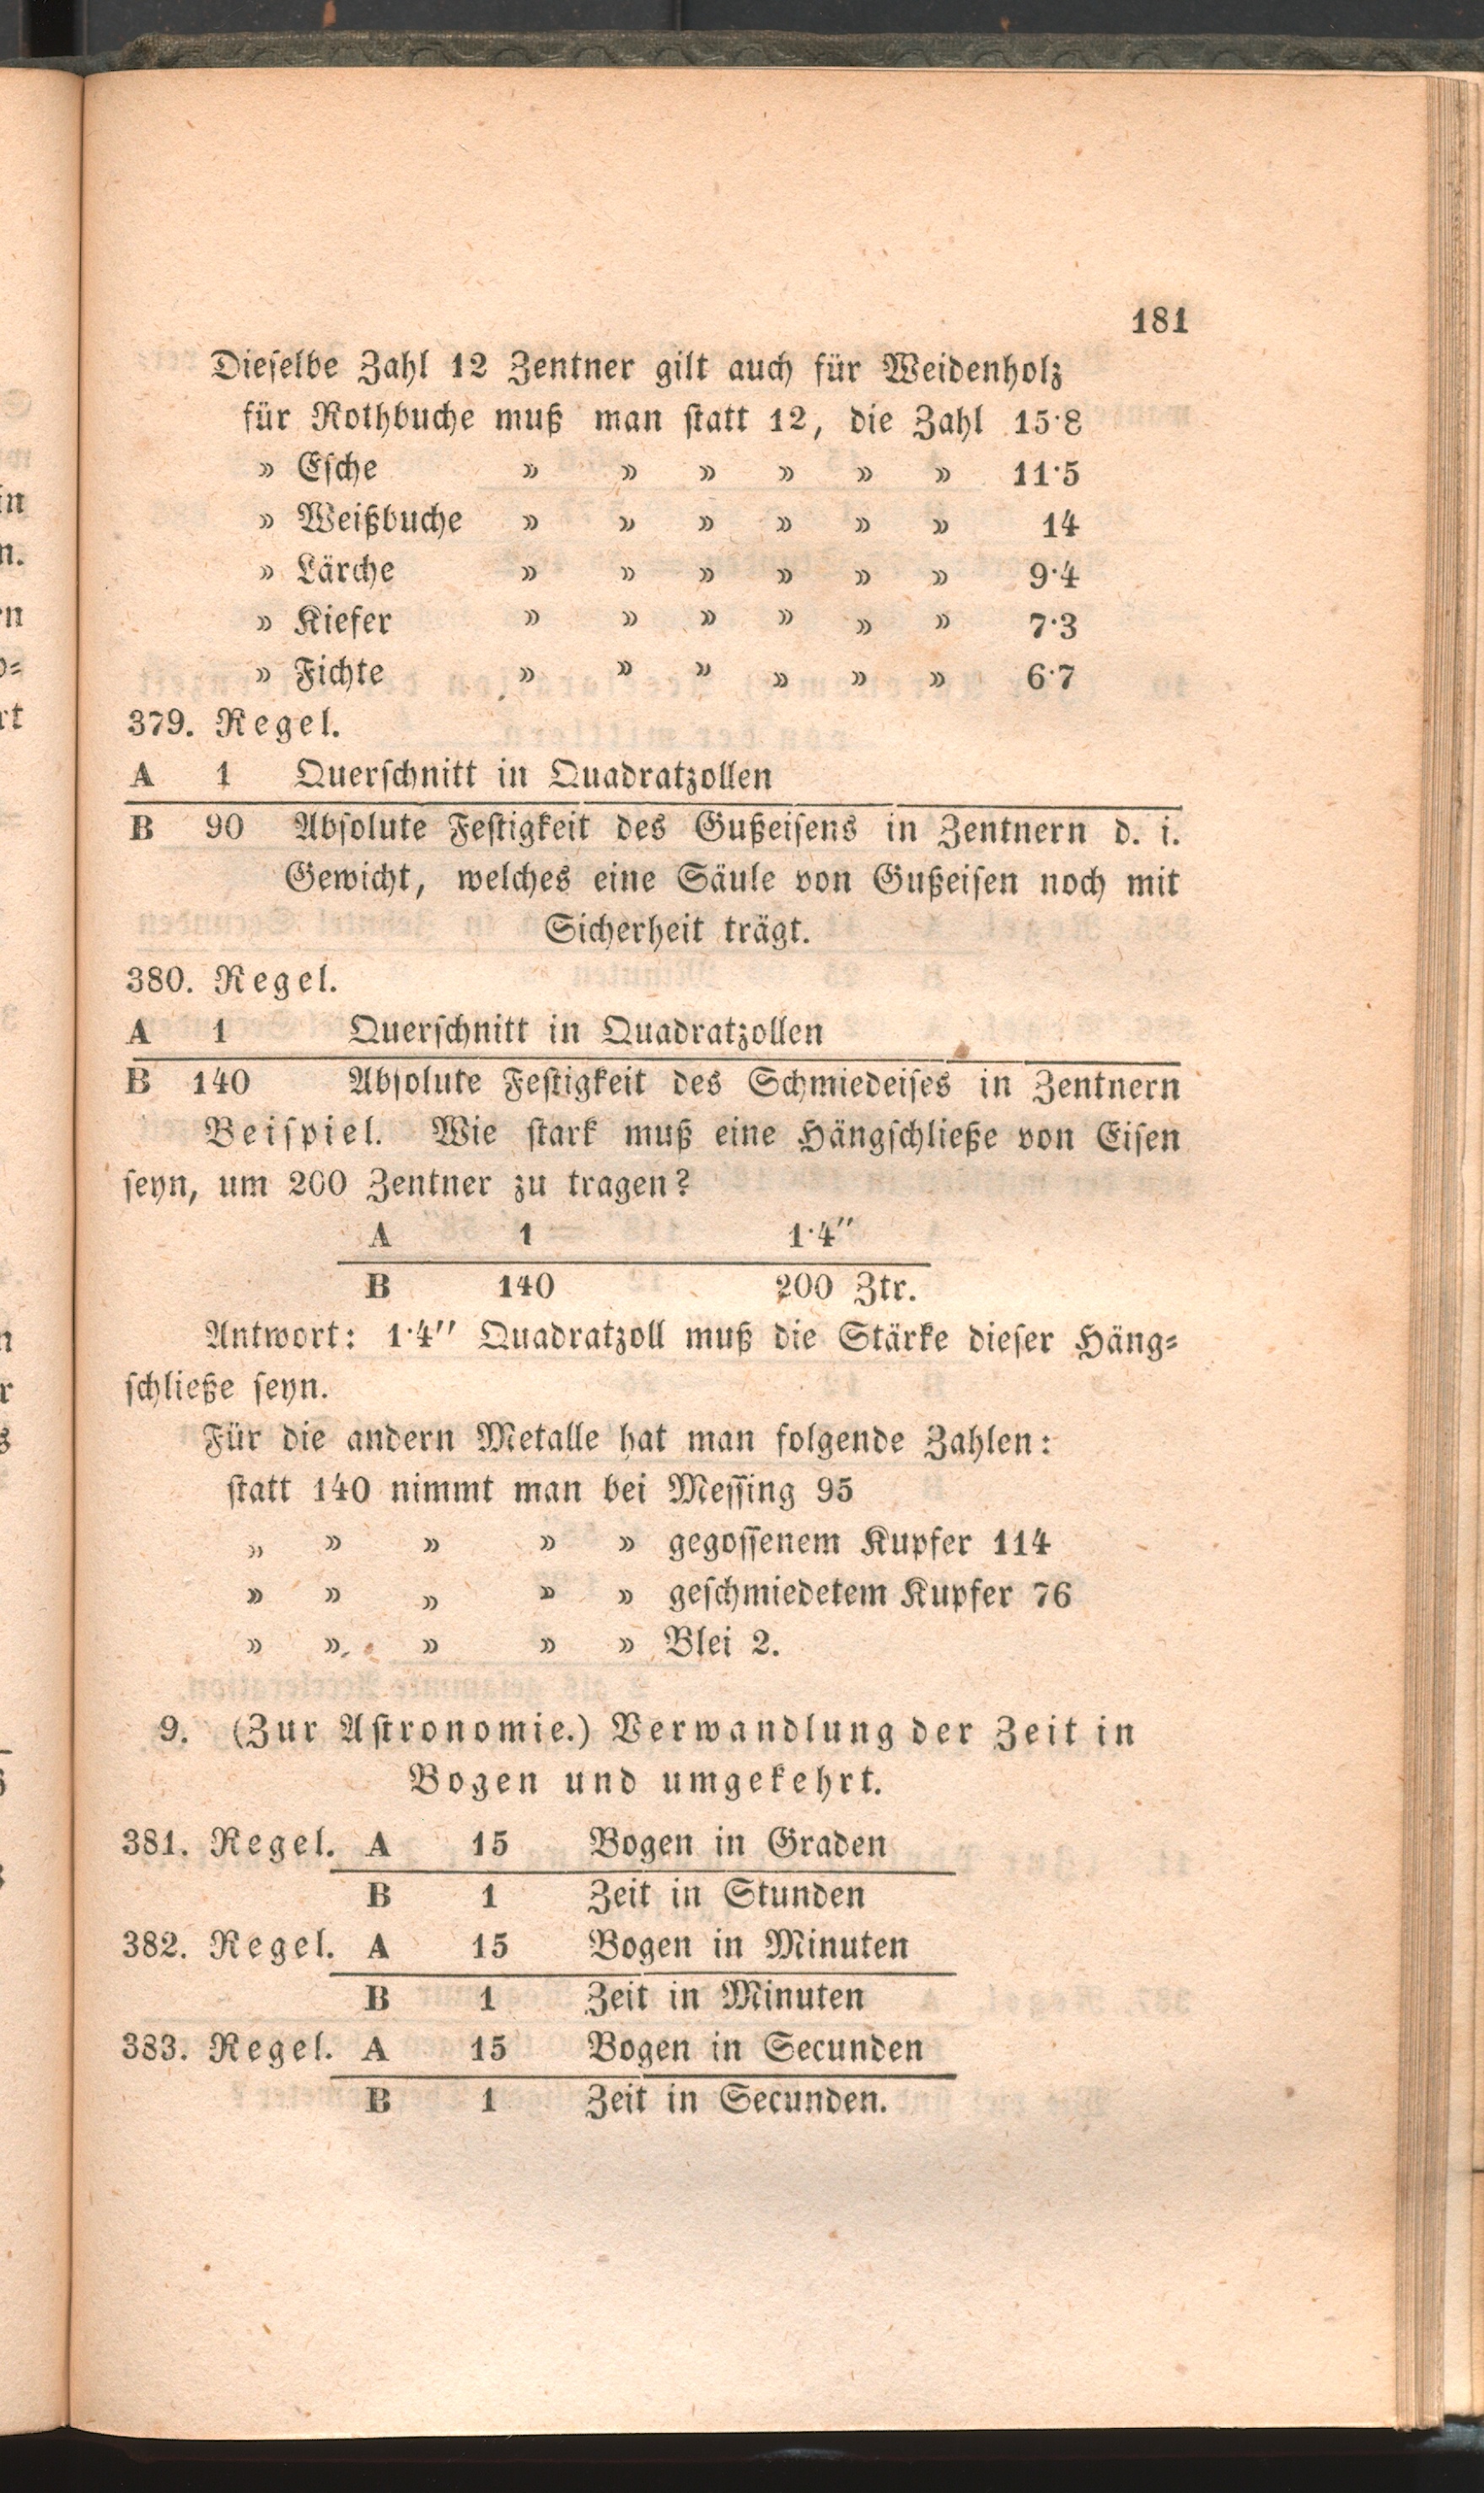 181
Dieſelbe Zahl 12 Zentner gilt auch für Weidenholz
für Rothbuche muß man ſtatt 12, die Zahl 15·8
» Eſche » » » » » » 11·5
» Weißbuche » » » » » » 14
» Lärche » » » » » » 9·4
» Kiefer » » » » » » 7·3
» Fichte » » » » » » 6·7
379. Regel.
A 1 Querſchnitt in Quadratzollen
B 90 Abſolute Feſtigkeit des Gußeiſens in Zentnern d. i.
Gewicht, welches eine Säule von Gußeiſen noch mit
Sicherheit trägt.
380. Regel.
A 1 Querſchnitt in Quadratzollen
B 140 Abſolute Feſtigkeit des Schmiedeiſes in Zentnern
Beiſpiel. Wie ſtark muß eine Hängſchließe von Eiſen
ſeyn, um 200 Zentner zu tragen?
A 1 1·4″
B 140 200 Ztr.
Antwort: 1·4″ Quadratzoll muß die Stärke dieſer Häng⸗
ſchließe ſeyn.
Für die andern Metalle hat man folgende Zahlen:
ſtatt 140 nimmt man bei Meſſing 95
» » » » » gegoſſenem Kupfer 114
» » » » » geſchmiedetem Kupfer 76
» » » » » Blei 2.
9. (Zur Aſtronomie.) Verwandlung der Zeit in
Bogen und umgekehrt.
381. Regel. A 15 Bogen in Graden
B 1 Zeit in Stunden
382. Regel. A 15 Bogen in Minuten
B 1 Zeit in Minuten
383. Regel. A 15 Bogen in Secunden
B 1 Zeit in Secunden.